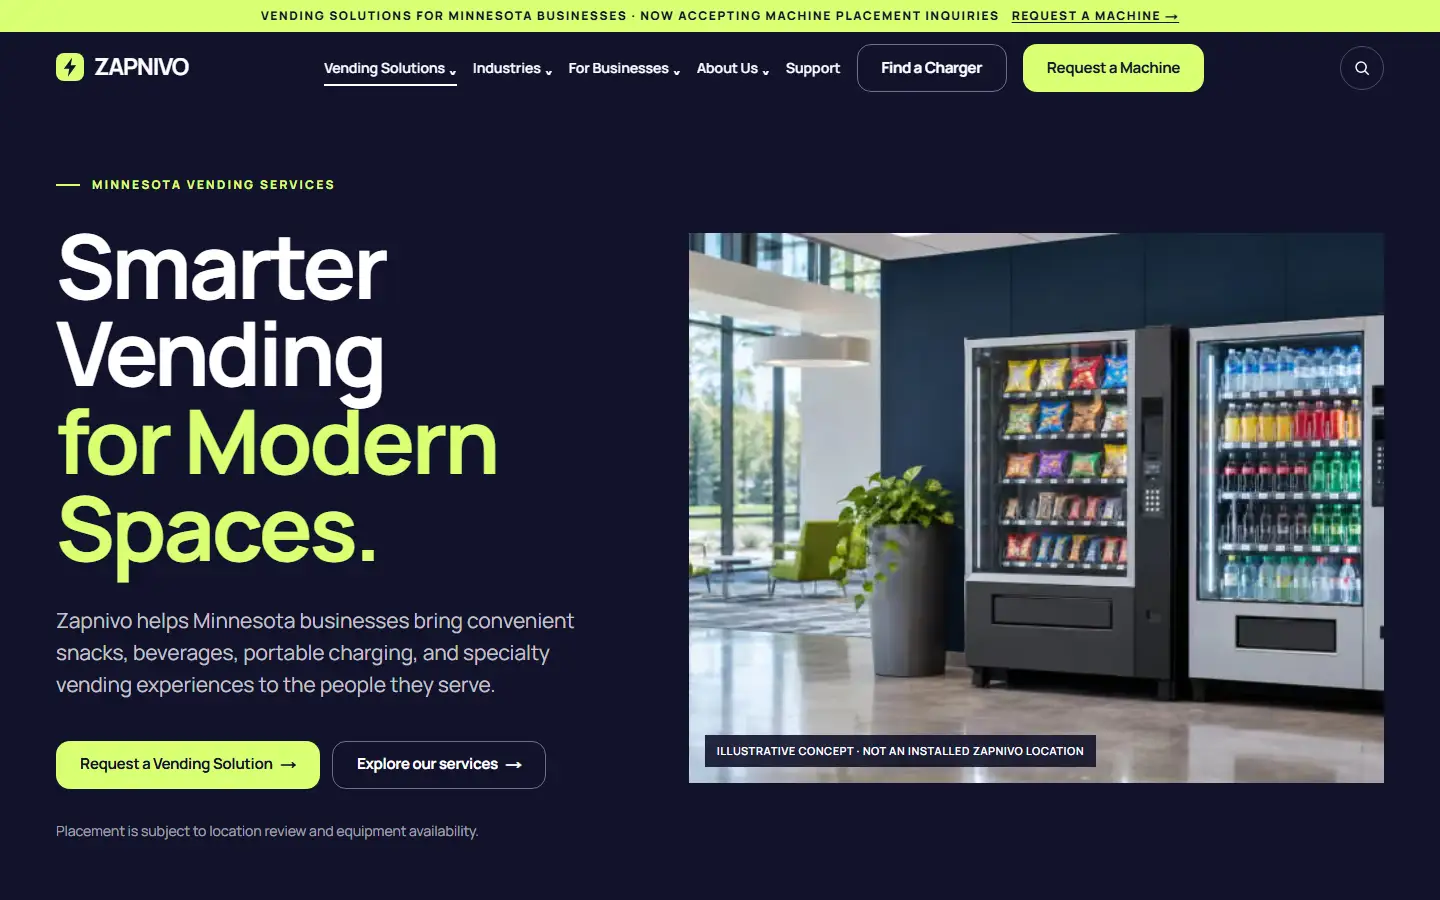 VENDING SOLUTIONS FOR MINNESOTA BUSINESSES · NOW ACCEPTING MACHINE PLACEMENT INQUIRIES REQUEST A MACHINE →
ZAPNIVO
Vending Solutions
Industries
For Businesses
About Us
Support
Find a Charger
Request a Machine
MINNESOTA VENDING SERVICES
Smarter
Vending
for Modern
Spaces.
Zapnivo helps Minnesota businesses bring convenient
snacks, beverages, portable charging, and specialty
vending experiences to the people they serve.
Request a Vending Solution →
Explore our services →
Placement is subject to location review and equipment availability.
ILLUSTRATIVE CONCEPT · NOT AN INSTALLED ZAPNIVO LOCATION